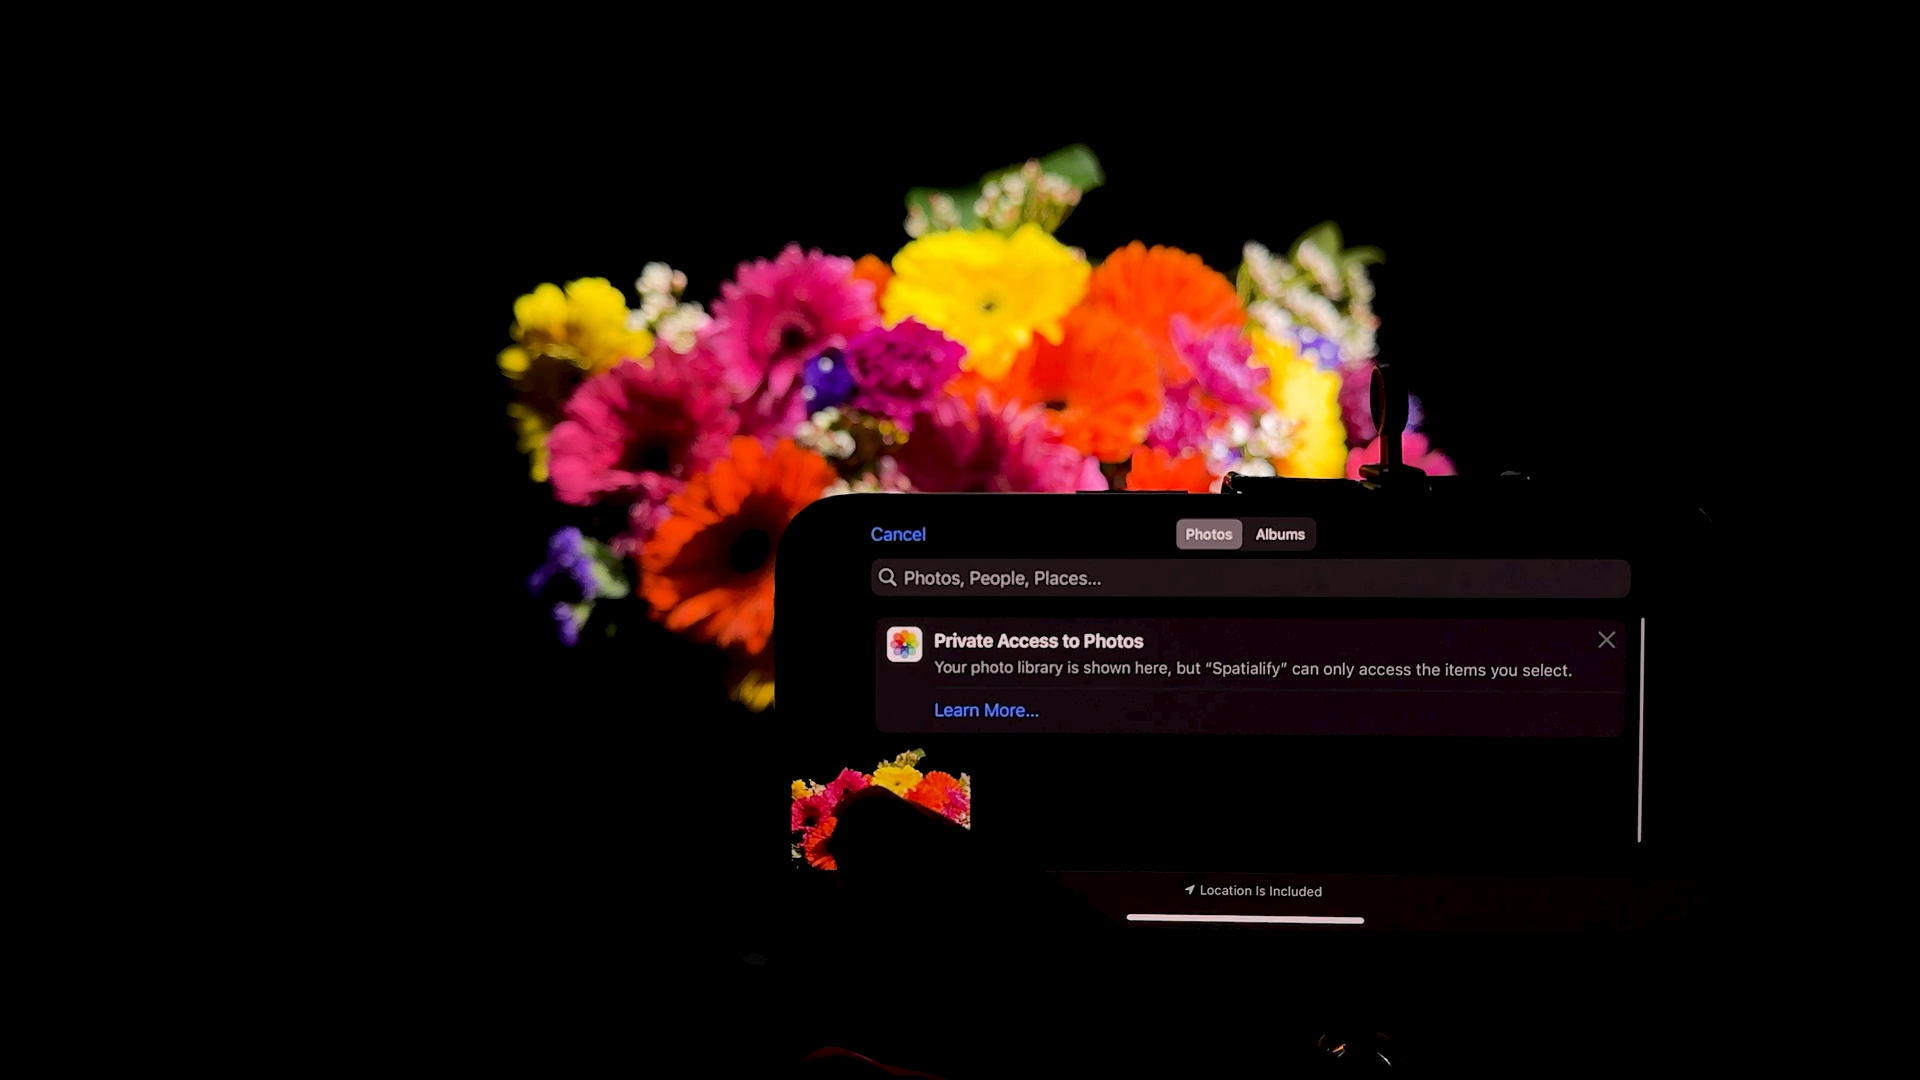 Cancel
Photos Albums
Photos, People, Places...
Private Access to Photos
Your photo library is shown here, but “Spatialify” can only access the items you select.
Learn More...
Location Is Included